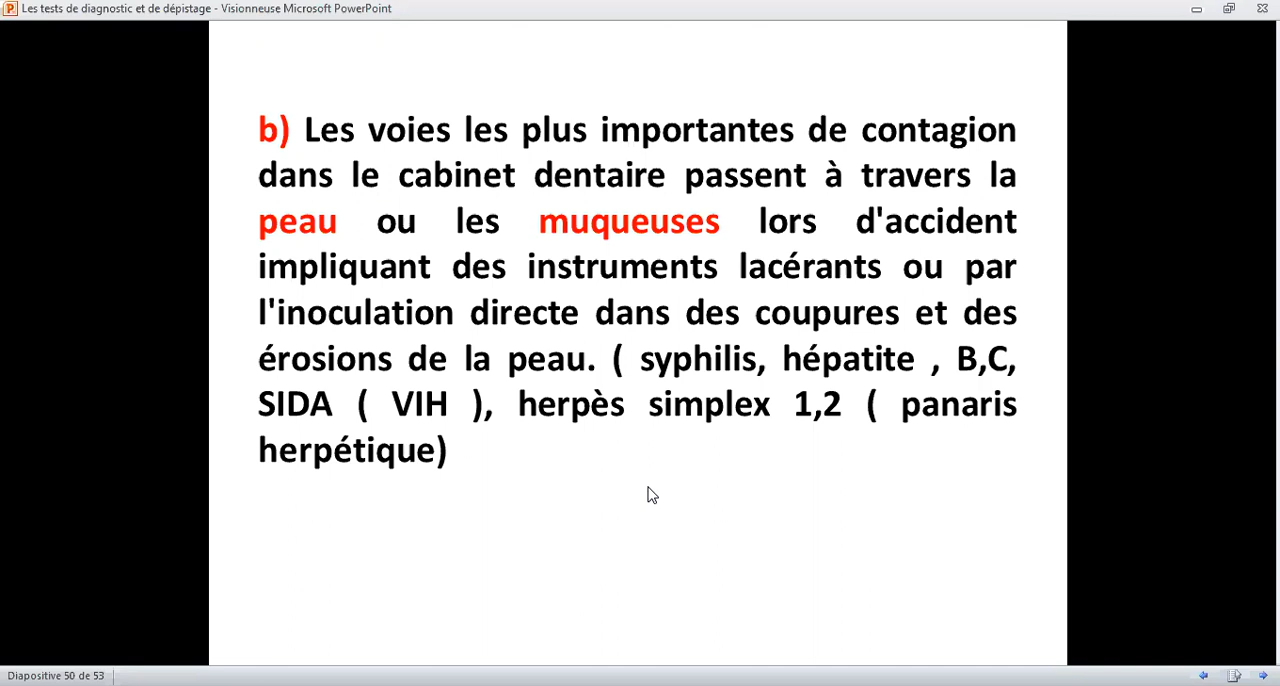 Les tests de diagnostic et de dépistage - Visionneuse Microsoft PowerPoint
b) Les voies les plus importantes de contagion
dans le cabinet dentaire passent à travers la
peau ou les muqueuses lors d'accident
impliquant des instruments lacérants ou par
l'inoculation directe dans des coupures et des
érosions de la peau. ( syphilis, hépatite , B,C,
SIDA ( VIH ), herpès simplex 1,2 ( panaris
herpétique)
Diapositive 50 de 53